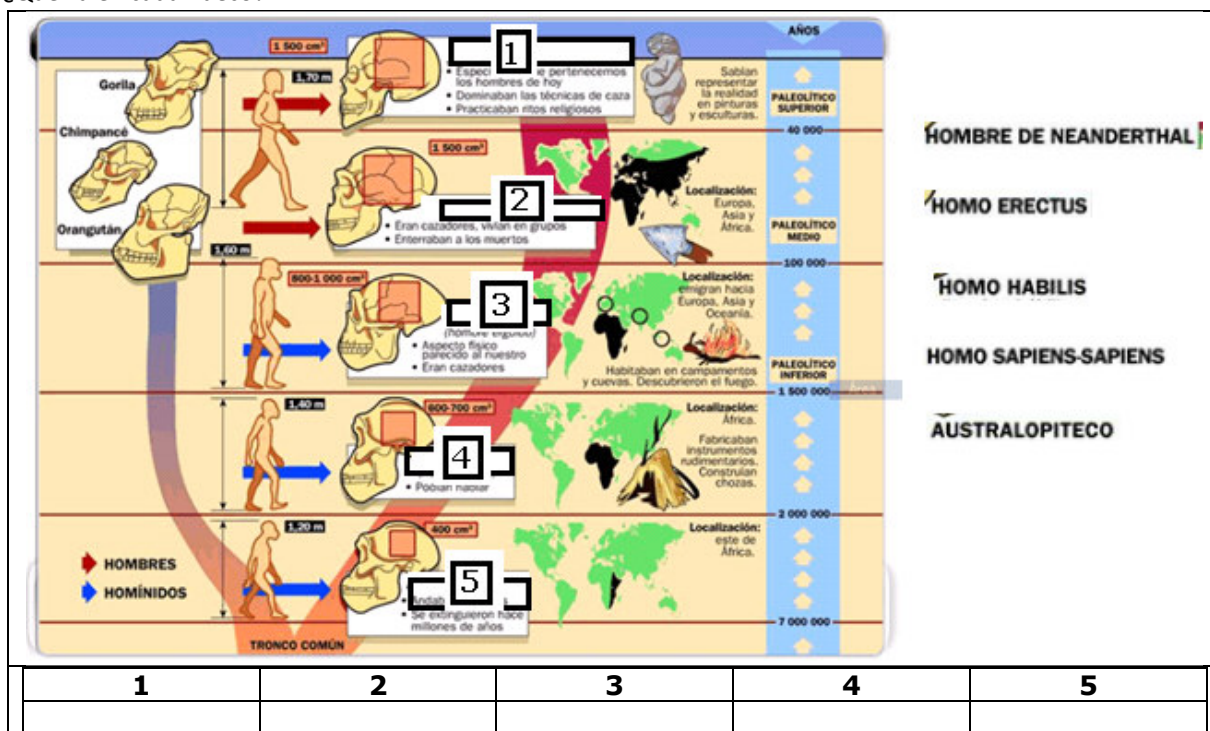 1 500 cm³
AÑOS
1
Gorila
1,70 m
los hombres de hoy
• Dominaban las técnicas de caza
• Practicaban ritos religiosos
Sabían
representar
la realidad
en pinturas
y esculturas.
PALEOLÍTICO
SUPERIOR
40 000
Chimpancé
1 500 cm³
2
• Eran cazadores, vivían en grupos
• Enterraban a los muertos
Localización:
Europa,
Asia y
África.
PALEOLÍTICO
MEDIO
Orangután
1,60 m
100 000
800-1 000 cm³
3
(hombre erguido)
• Aspecto físico
parecido al nuestro
• Eran cazadores
Localización:
emigran hacia
Europa, Asia y
Oceanía.
Habitaban en campamentos
y cuevas. Descubrieron el fuego.
PALEOLÍTICO
INFERIOR
1 500 000
1,40 m
600-700 cm³
4
• Podían hablar
Localización:
África.
Fabricaban
instrumentos
rudimentarios.
Construían
chozas.
2 000 000
1,20 m
400 cm³
5
• Se extinguieron hace
millones de años
Localización:
este de
África.
HOMBRES
HOMÍNIDOS
7 000 000
TRONCO COMÚN
HOMBRE DE NEANDERTHAL
HOMO ERECTUS
HOMO HABILIS
HOMO SAPIENS-SAPIENS
AUSTRALOPITECO
1 2 3 4 5